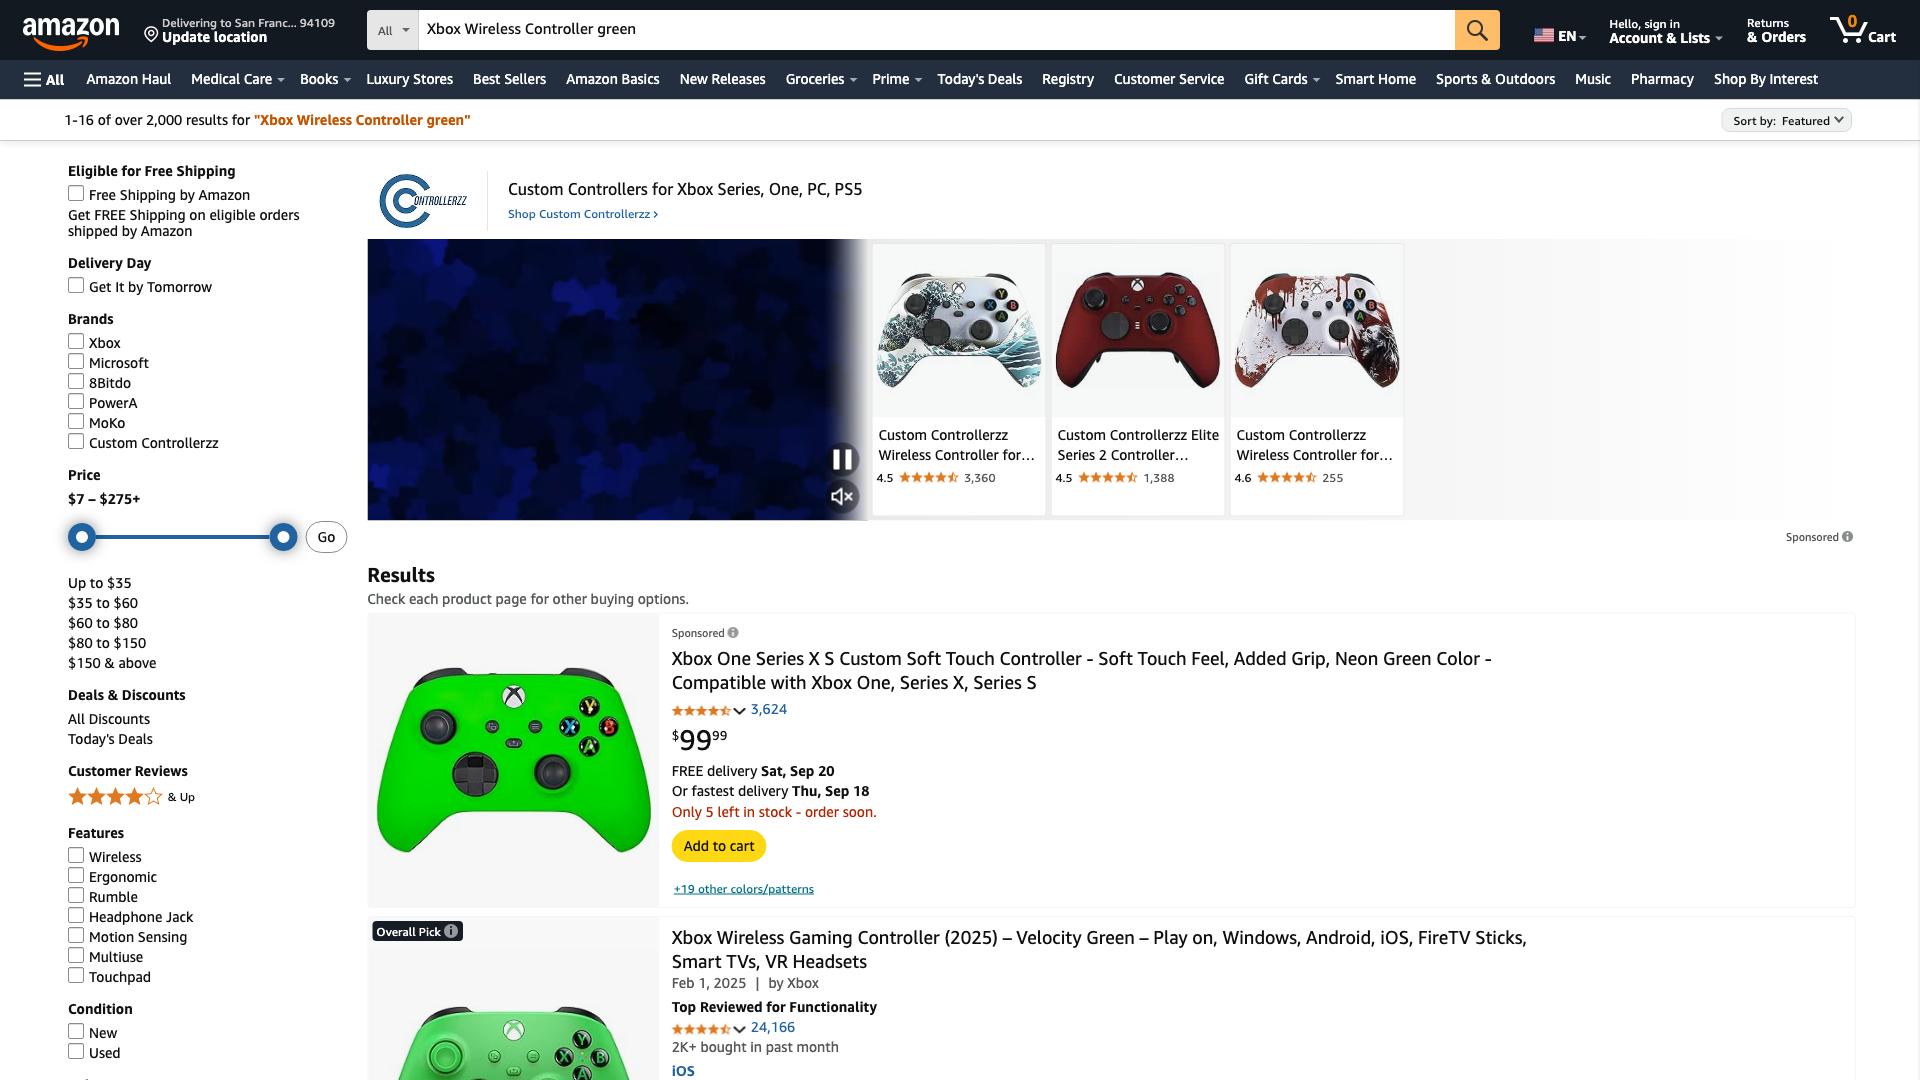 amazon
Delivering to San Franc... 94109
Update location
All
Xbox Wireless Controller green
EN
Hello, sign in
Account & Lists
Returns
& Orders
0
Cart
All
Amazon Haul
Medical Care
Books
Luxury Stores
Best Sellers
Amazon Basics
New Releases
Groceries
Prime
Today's Deals
Registry
Customer Service
Gift Cards
Smart Home
Sports & Outdoors
Music
Pharmacy
Shop By Interest
1-16 of over 2,000 results for "Xbox Wireless Controller green"
Sort by: Featured
Eligible for Free Shipping
Free Shipping by Amazon
Get FREE Shipping on eligible orders
shipped by Amazon
Delivery Day
Get It by Tomorrow
Brands
Xbox
Microsoft
8Bitdo
PowerA
MoKo
Custom Controllerzz
Price
$7 – $275+
Go
Up to $35
$35 to $60
$60 to $80
$80 to $150
$150 & above
Deals & Discounts
All Discounts
Today's Deals
Customer Reviews
& Up
Features
Wireless
Ergonomic
Rumble
Headphone Jack
Motion Sensing
Multiuse
Touchpad
Condition
New
Used
CONTROLLERZZ
Custom Controllers for Xbox Series, One, PC, PS5
Shop Custom Controllerzz ›
Custom Controllerzz
Wireless Controller for...
4.5 3,360
Custom Controllerzz Elite
Series 2 Controller...
4.5 1,388
Custom Controllerzz
Wireless Controller for...
4.6 255
Sponsored
Results
Check each product page for other buying options.
Y
X
B
A
Sponsored
Xbox One Series X S Custom Soft Touch Controller - Soft Touch Feel, Added Grip, Neon Green Color -
Compatible with Xbox One, Series X, Series S
3,624
$99 99
FREE delivery Sat, Sep 20
Or fastest delivery Thu, Sep 18
Only 5 left in stock - order soon.
Add to cart
+19 other colors/patterns
Overall Pick
Y
X
B
A
Xbox Wireless Gaming Controller (2025) – Velocity Green – Play on, Windows, Android, iOS, FireTV Sticks,
Smart TVs, VR Headsets
Feb 1, 2025 | by Xbox
Top Reviewed for Functionality
24,166
2K+ bought in past month
iOS